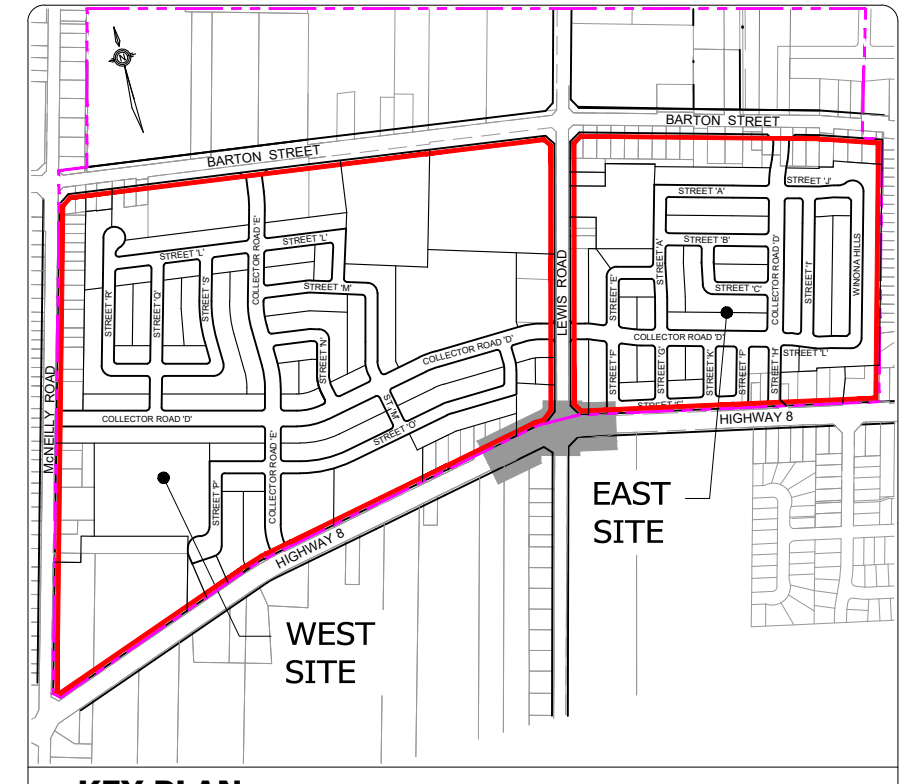 N
BARTON STREET
BARTON STREET
STREET 'J'
STREET 'A'
COLLECTOR ROAD 'E'
STREET 'L'
STREET 'L'
STREET 'A'
STREET 'B'
COLLECTOR ROAD 'D'
STREET 'I'
WINONA HILLS
STREET 'R'
STREET 'Q'
STREET 'S'
STREET 'M'
STREET 'E'
STREET 'C'
LEWIS ROAD
COLLECTOR ROAD 'D'
COLLECTOR ROAD 'D'
STREET 'N'
STREET 'F'
STREET 'G'
STREET 'K'
STREET 'F'
STREET 'H'
STREET 'L'
McNEILLY ROAD
COLLECTOR ROAD 'D'
ST. 'M'
STREET 'O'
HIGHWAY 8
COLLECTOR ROAD 'E'
STREET 'P'
EAST
SITE
HIGHWAY 8
WEST
SITE
KEY PLAN